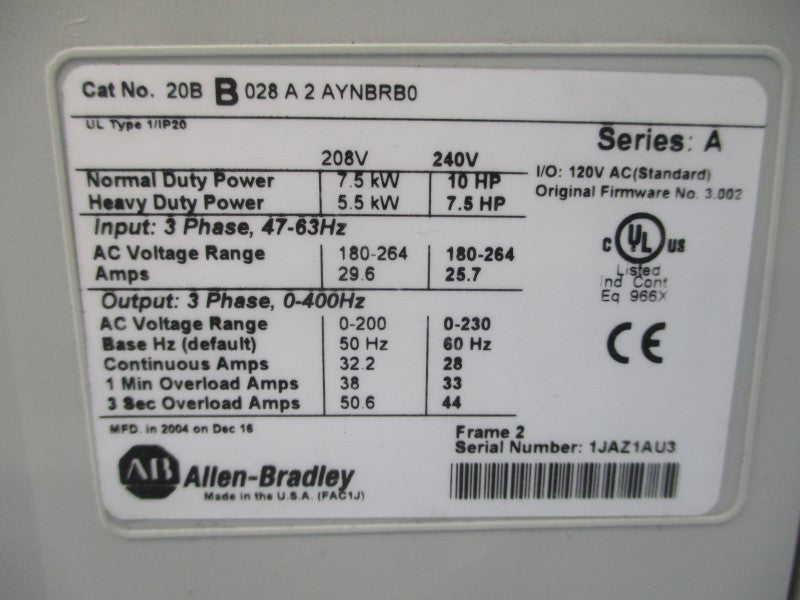 Cat No. 20B B 028 A 2 AYNBRB0
UL Type 1/IP20
Series: A
208V 240V
Normal Duty Power 7.5 kW 10 HP
Heavy Duty Power 5.5 kW 7.5 HP
I/O: 120V AC(Standard)
Original Firmware No. 3.002
Input: 3 Phase, 47-63Hz
AC Voltage Range 180-264 180-264
Amps 29.6 25.7
C UL US
Listed
Ind Cont
Eq 966X
Output: 3 Phase, 0-400Hz
AC Voltage Range 0-200 0-230
Base Hz (default) 50 Hz 60 Hz
Continuous Amps 32.2 28
1 Min Overload Amps 38 33
3 Sec Overload Amps 50.6 44
CE
MFD. in 2004 on Dec 16
Frame 2
Serial Number: 1JAZ1AU3
AB Allen-Bradley
Made in the U.S.A. (FAC1J)